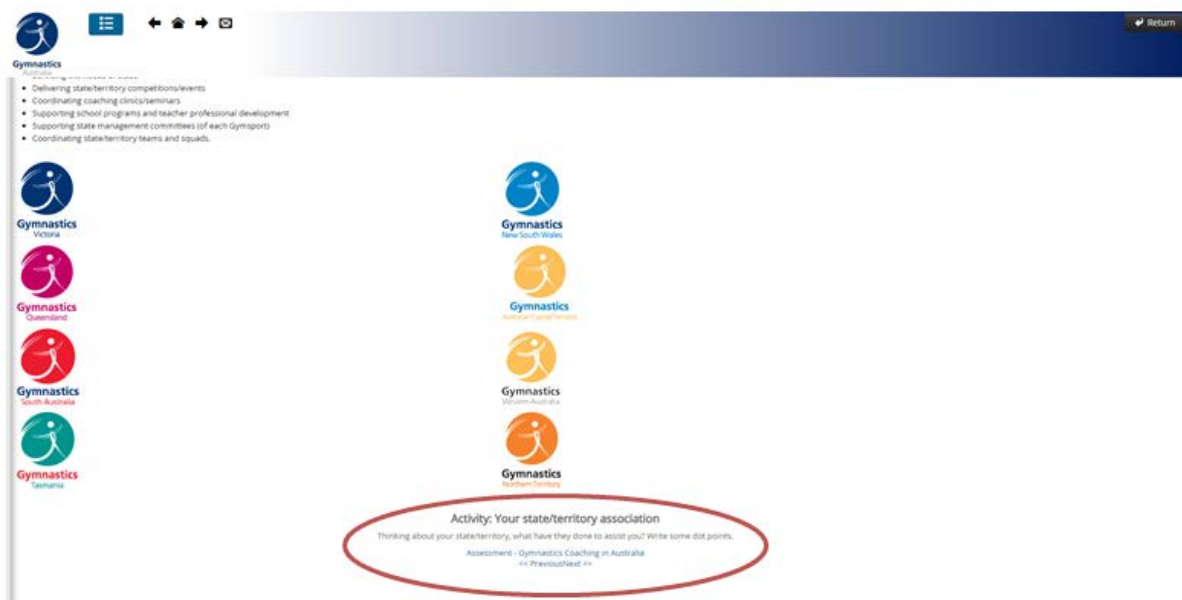 Gymnastics
Australia
Return
Delivering state/territory competitions/events
Coordinating coaching clinics/seminars
Supporting school programs and teacher professional development
Supporting state management committees (of each Gymsport)
Coordinating state/territory teams and squads.
Gymnastics
Victoria
Gymnastics
New South Wales
Gymnastics
Queensland
Gymnastics
Australian Capital Territory
Gymnastics
South Australia
Gymnastics
Western Australia
Gymnastics
Tasmania
Gymnastics
Northern Territory
Activity: Your state/territory association
Thinking about your state/territory, what have they done to assist you? Write some dot points.
Assessment - Gymnastics Coaching in Australia
<< PreviousNext >>